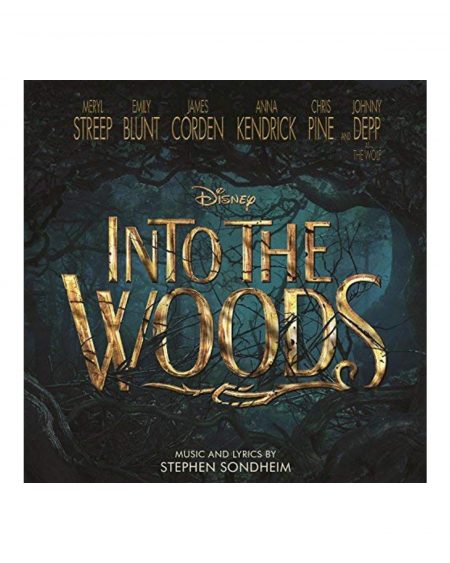 MERYL EMILY JAMES ANNA CHRIS JOHNNY
STREEP BLUNT CORDEN KENDRICK PINE AND DEPP
AS THE WOLF
DISNEY
INTO THE
WOODS
MUSIC AND LYRICS BY
STEPHEN SONDHEIM